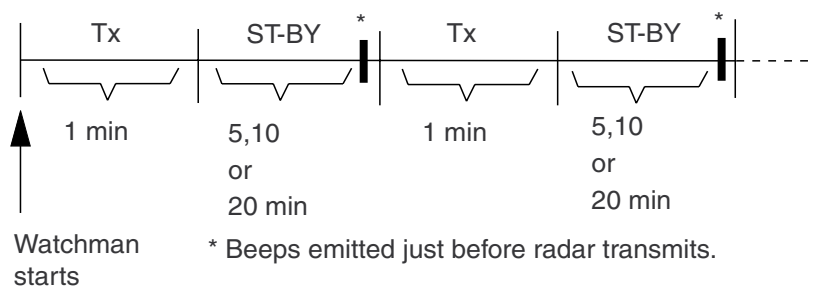 * *
Tx ST-BY Tx ST-BY
1 min 5,10 or 20 min 1 min 5,10 or 20 min
Watchman starts
* Beeps emitted just before radar transmits.